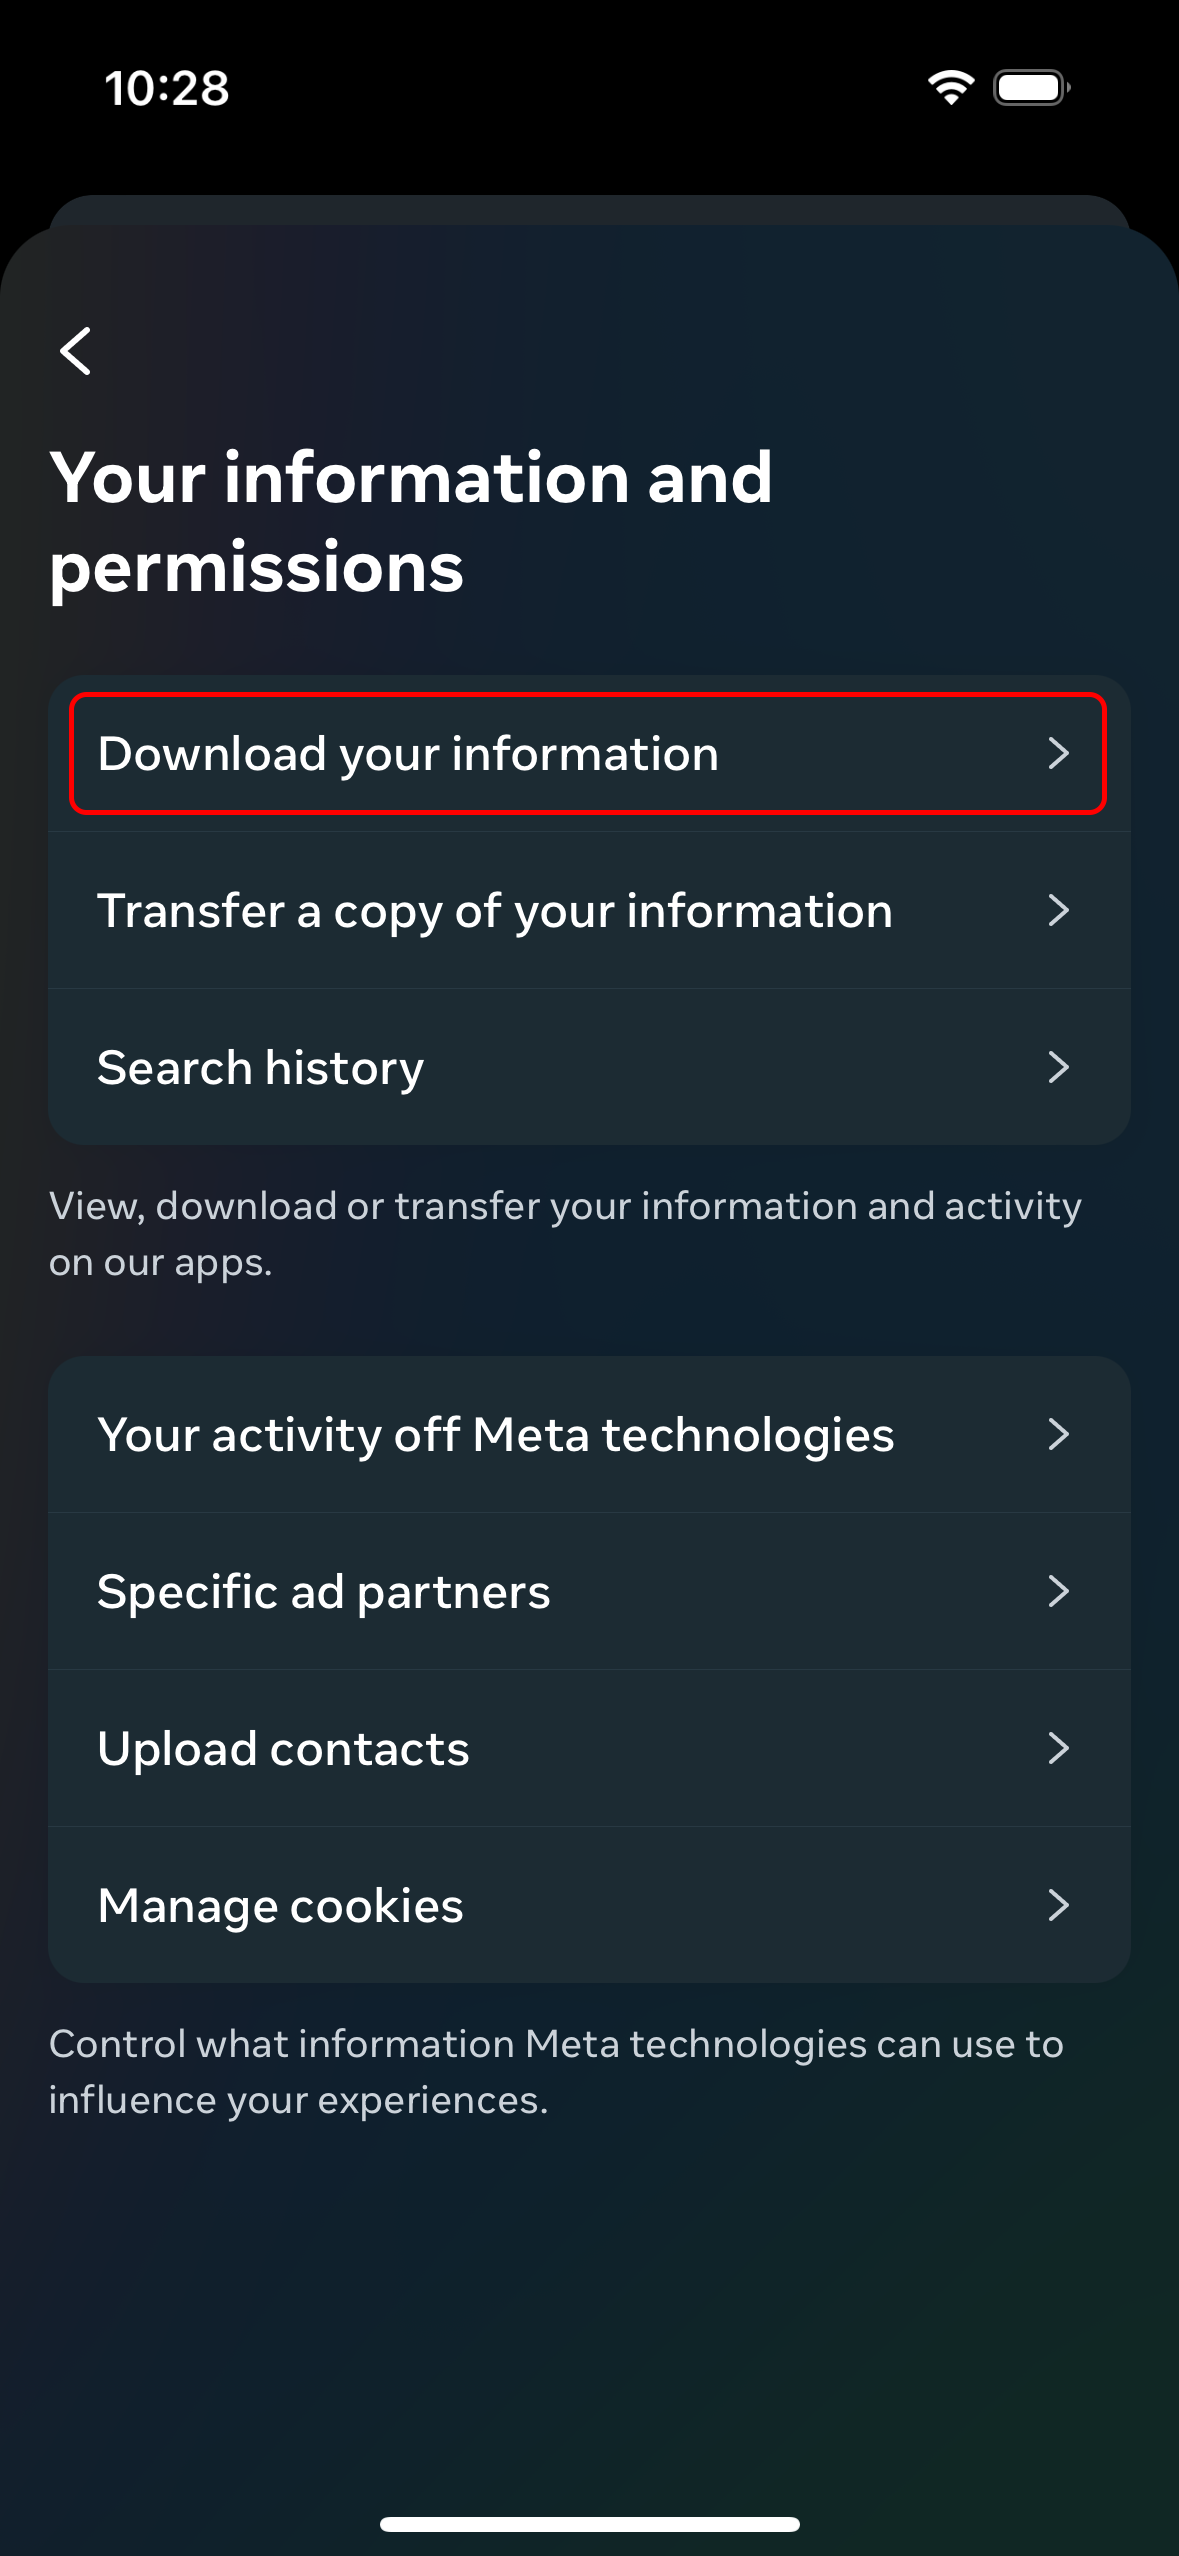 10:28
Your information and
permissions
Download your information
Transfer a copy of your information
Search history
View, download or transfer your information and activity
on our apps.
Your activity off Meta technologies
Specific ad partners
Upload contacts
Manage cookies
Control what information Meta technologies can use to
influence your experiences.